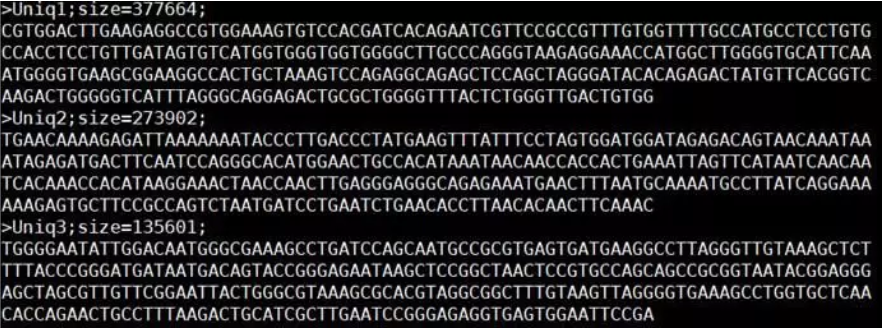 >Uniq1;size=377664;
CGTGGACTTGAAGAGGCCGTGGAAAGTGTCCACGATCACAGAATCGTTCCGCCGTTTGTGGTTTTGCCATGCCTCCTGTG
CCACCTCCTGTTGATAGTGTCATGGTGGGTGGTGGGGCTTGCCCAGGGTAAGAGGAAACCATGGCTTGGGGTGCATTCAA
ATGGGGTGAAGCGGAAGGCCACTGCTAAAGTCCAGAGGCAGAGCTCCAGCTAGGGATACACAGAGACTATGTTCACGGTC
AAGACTGGGGGTCATTTAGGGCAGGAGACTGCGCTGGGGTTTACTCTGGGTTGACTGTGG
>Uniq2;size=273902;
TGAACAAAAGAGATTAAAAAAATACCCTTGACCCTATGAAGTTTATTTCCTAGTGGATGGATAGAGACAGTAACAAATAA
ATAGAGATGACTTCAATCCAGGGCACATGGAACTGCCACATAAATAACAACCACCACTGAAATTAGTTCATAATCAACAA
TCACAAACCACATAAGGAAACTAACCAACTTGAGGGAGGGCAGAGAAATGAACTTTAATGCAAAATGCCTTATCAGGAAA
AAAGAGTGCTTCCGCCAGTCTAATGATCCTGAATCTGAACACCTTAACACAACTTCAAAC
>Uniq3;size=135601;
TGGGGAATATTGGACAATGGGCGAAAGCCTGATCCAGCAATGCCGCGTGAGTGATGAAGGCCTTAGGGTTGTAAAGCTCT
TTTACCCGGGATGATAATGACAGTACCGGGAGAATAAGCTCCGGCTAACTCCGTGCCAGCAGCCGCGGTAATACGGAGGG
AGCTAGCGTTGTTCGGAATTACTGGGCGTAAAGCGCACGTAGGCGGCTTTGTAAGTTAGGGGTGAAAGCCTGGTGCTCAA
CACCAGAACTGCCTTTAAGACTGCATCGCTTGAATCCGGGAGAGGTGAGTGGAATTCCGA